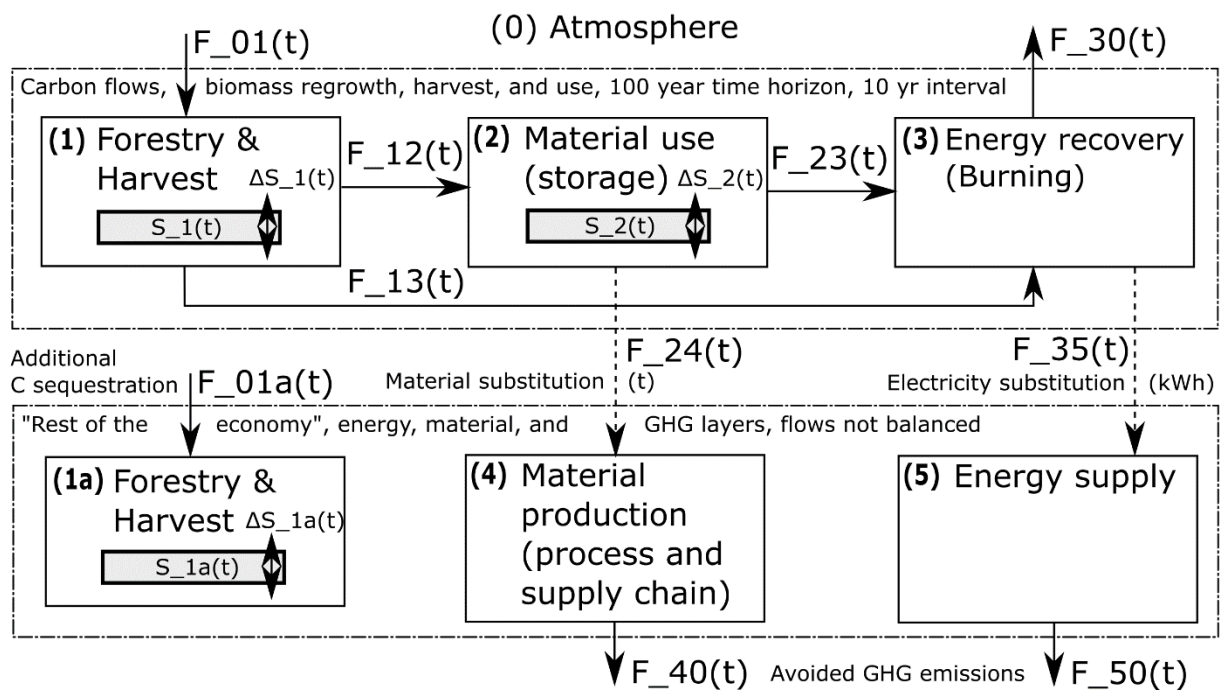 (0) Atmosphere
F_01(t)
F_30(t)
Carbon flows, biomass regrowth, harvest, and use, 100 year time horizon, 10 yr interval
(1) Forestry &
Harvest
ΔS_1(t)
S_1(t)
F_12(t)
(2) Material use
(storage)
ΔS_2(t)
S_2(t)
F_23(t)
(3) Energy recovery
(Burning)
F_13(t)
Additional
C sequestration
F_01a(t)
F_24(t)
Material substitution (t)
F_35(t)
Electricity substitution (kWh)
"Rest of the economy", energy, material, and GHG layers, flows not balanced
(1a) Forestry &
Harvest
ΔS_1a(t)
S_1a(t)
(4) Material
production
(process and
supply chain)
(5) Energy supply
F_40(t)
Avoided GHG emissions
F_50(t)